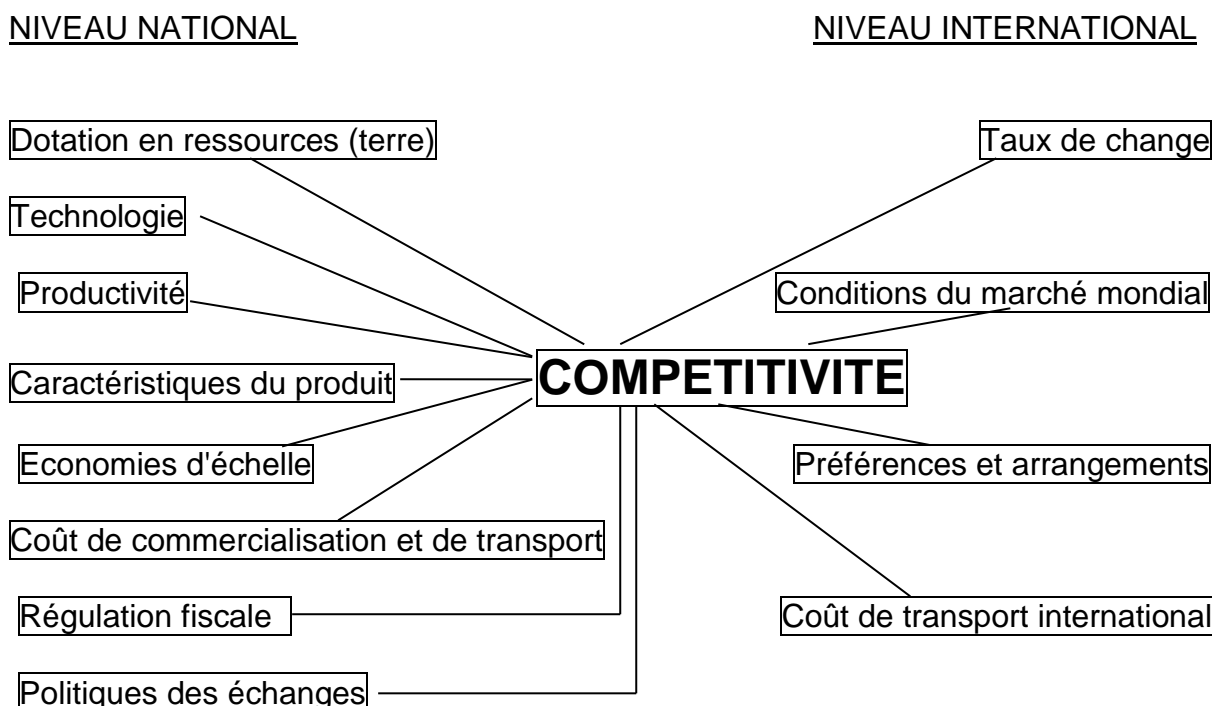 NIVEAU NATIONAL
NIVEAU INTERNATIONAL
Dotation en ressources (terre)
Taux de change
Technologie
Productivité
Conditions du marché mondial
COMPETITIVITE
Caractéristiques du produit
Economies d'échelle
Préférences et arrangements
Coût de commercialisation et de transport
Régulation fiscale
Coût de transport international
Politiques des échanges